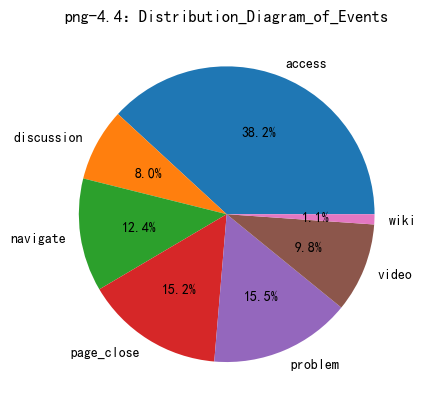 png-4.4：Distribution_Diagram_of_Events
access
38.2%
discussion
8.0%
navigate
12.4%
page_close
15.2%
problem
15.5%
video
9.8%
wiki
1.1%